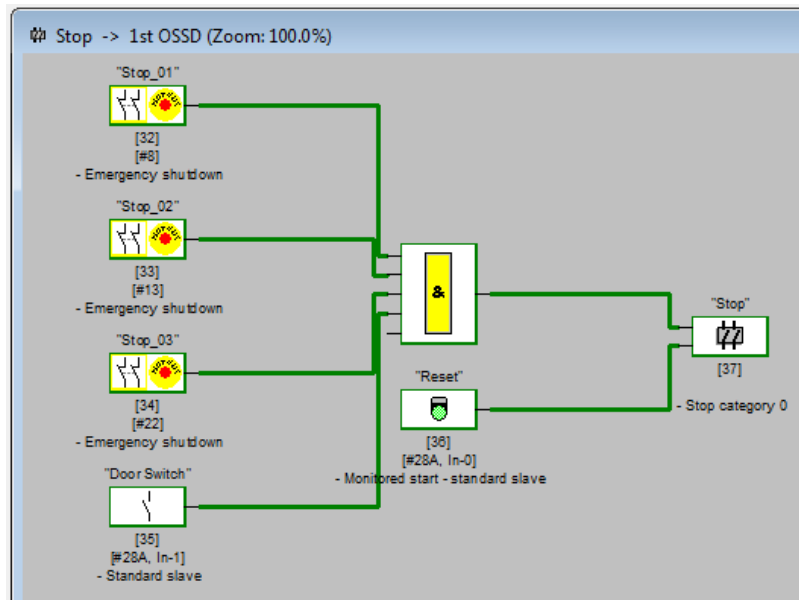 Stop -> 1st OSSD (Zoom: 100.0%)
"Stop_01"
[32]
[#8]
- Emergency shutdown
"Stop_02"
[33]
[#13]
- Emergency shutdown
&
"Stop"
[37]
- Stop category 0
"Stop_03"
[34]
[#22]
- Emergency shutdown
"Reset"
[36]
[#28A, In-0]
- Monitored start - standard slave
"Door Switch"
[35]
[#28A, In-1]
- Standard slave